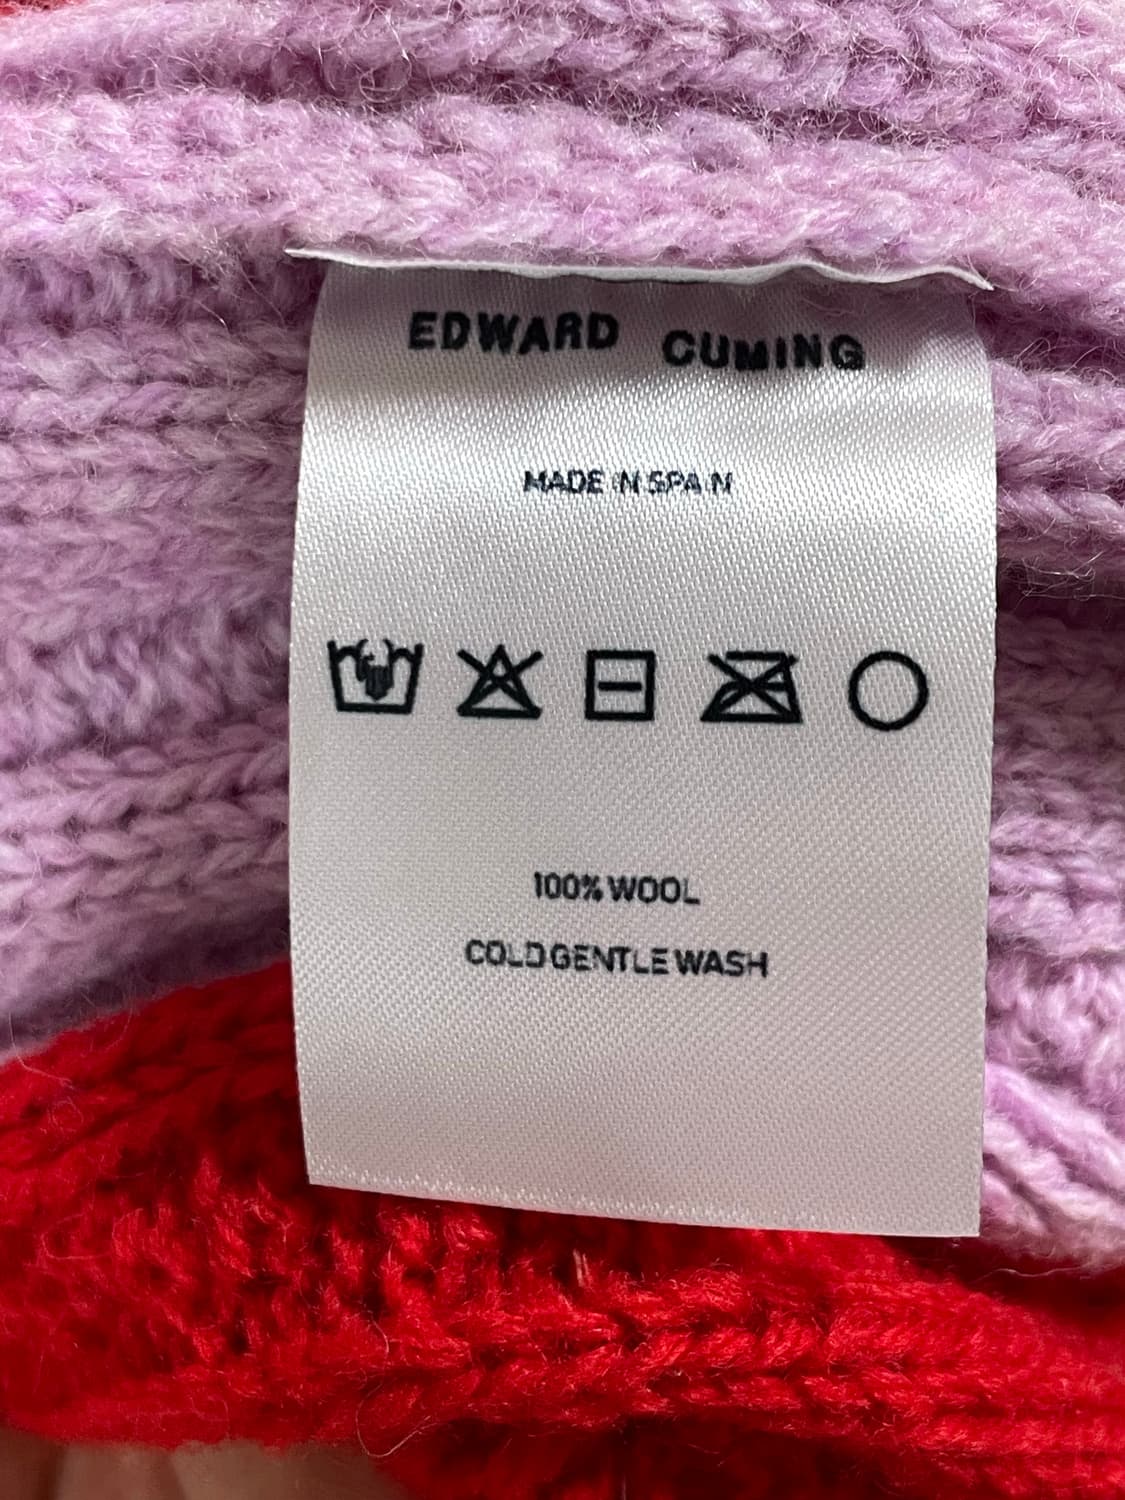 EDWARD CUMING
MADE IN SPAIN
100% WOOL
COLD GENTLE WASH